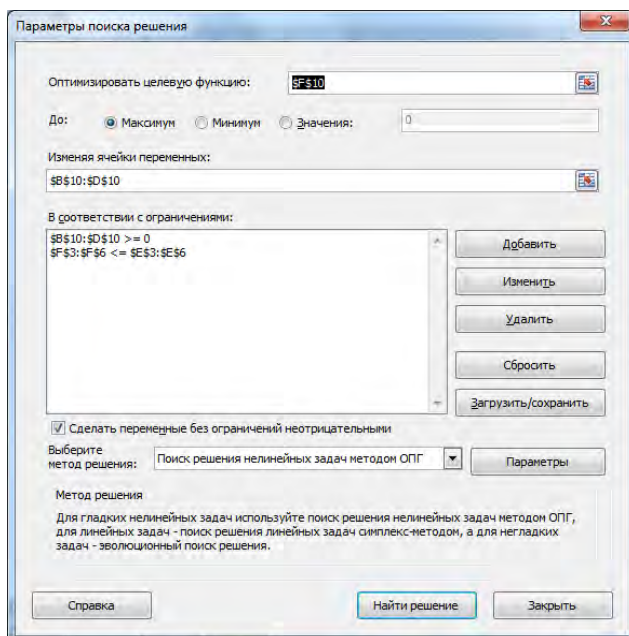 Параметры поиска решения
Оптимизировать целевую функцию:
$F$10
До:
Максимум
Минимум
Значения:
0
Изменяя ячейки переменных:
$B$10:$D$10
В соответствии с ограничениями:
$B$10:$D$10 >= 0
$F$3:$F$6 <= $E$3:$E$6
Добавить
Изменить
Удалить
Сбросить
Загрузить/сохранить
Сделать переменные без ограничений неотрицательными
Выберите
метод решения:
Поиск решения нелинейных задач методом ОПГ
Параметры
Метод решения
Для гладких нелинейных задач используйте поиск решения нелинейных задач методом ОПГ,
для линейных задач - поиск решения линейных задач симплекс-методом, а для негладких
задач - эволюционный поиск решения.
Справка
Найти решение
Закрыть